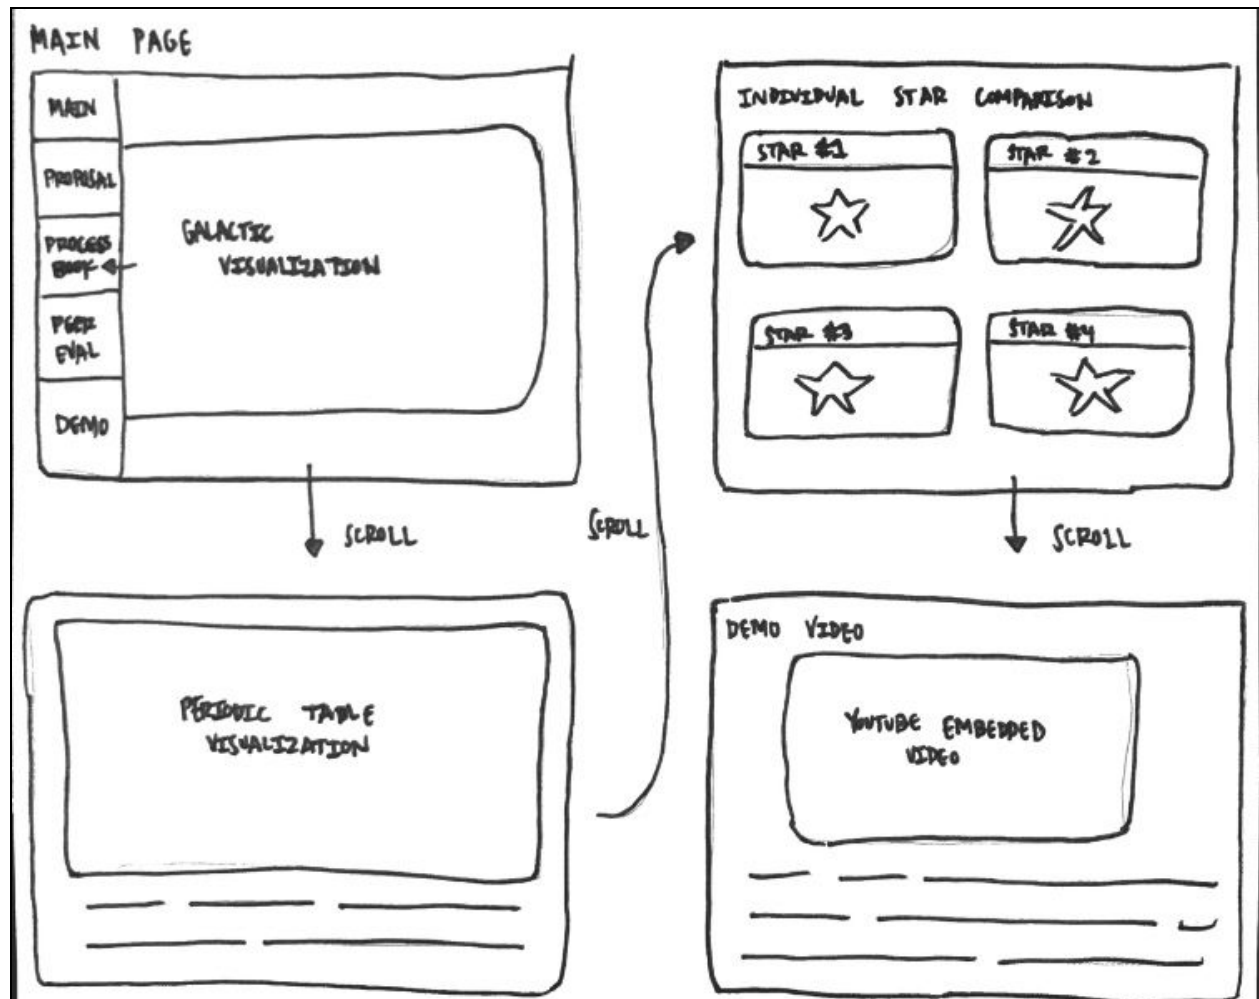 MAIN PAGE
MAIN
PROPOSAL
PROCESS
BOOK
PEER
EVAL
DEMO
GALACTIC
VISUALIZATION
SCROLL
PERIODIC TABLE
VISUALIZATION
SCROLL
INDIVIDUAL STAR COMPARISON
STAR #1
STAR #2
STAR #3
STAR #4
SCROLL
DEMO VIDEO
YOUTUBE EMBEDDED
VIDEO